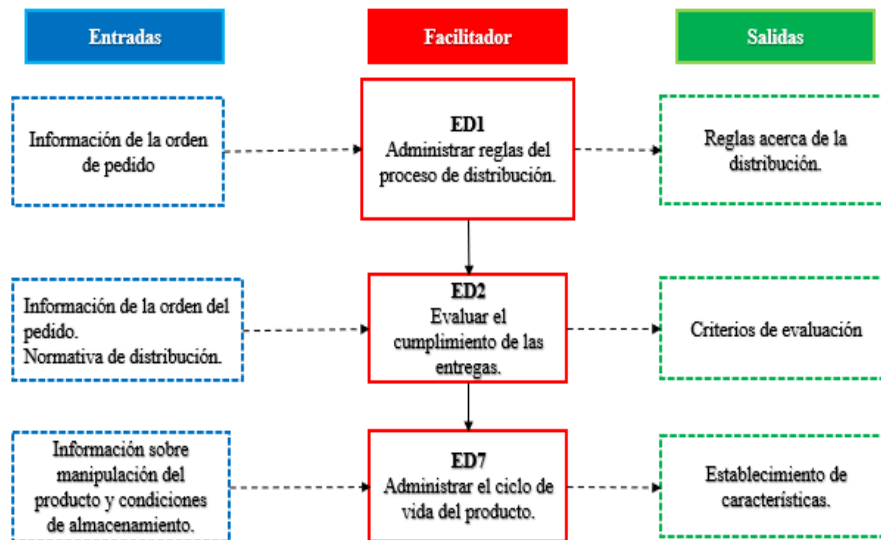 Entradas
Facilitador
Salidas
Información de la orden
de pedido
ED1
Administrar reglas del
proceso de distribución.
Reglas acerca de la
distribución.
Información de la orden del
pedido.
Normativa de distribución.
ED2
Evaluar el
cumplimiento de las
entregas.
Criterios de evaluación
Información sobre
manipulación del
producto y condiciones
de almacenamiento.
ED7
Administrar el ciclo de
vida del producto.
Establecimiento de
características.